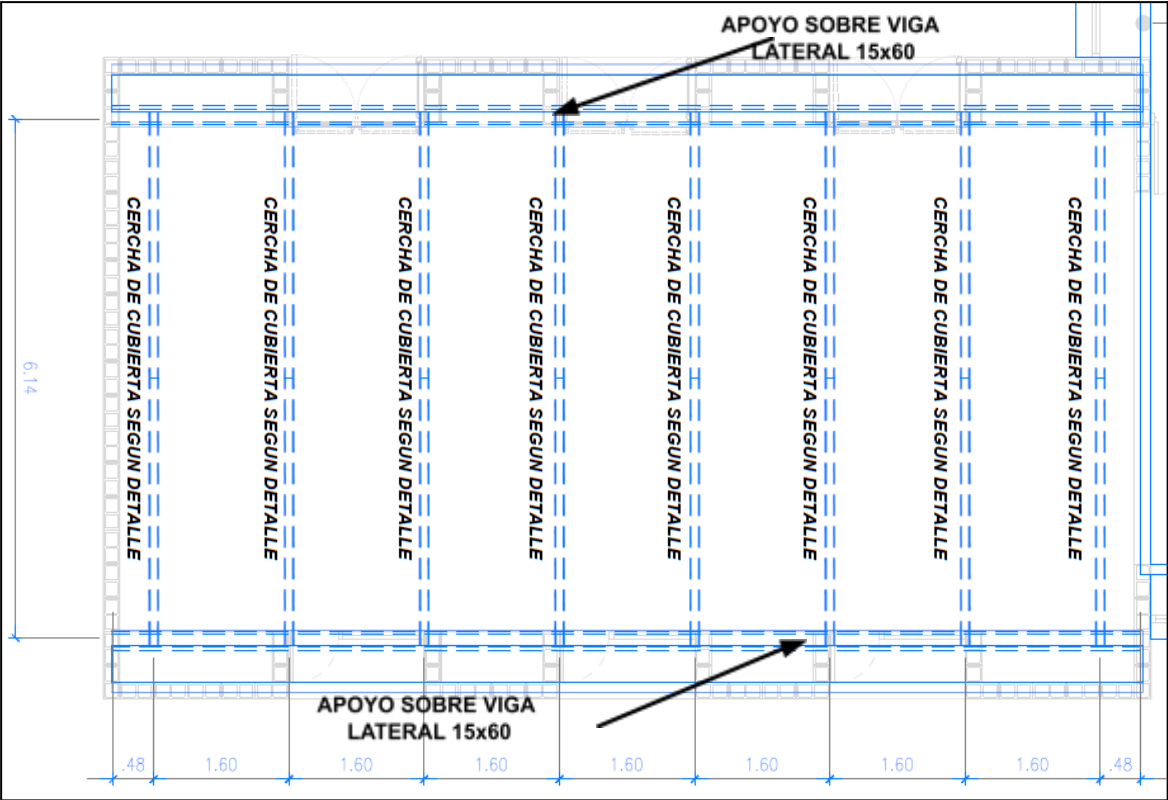 APOYO SOBRE VIGA
LATERAL 15x60
CERCHA DE CUBIERTA SEGUN DETALLE
CERCHA DE CUBIERTA SEGUN DETALLE
CERCHA DE CUBIERTA SEGUN DETALLE
CERCHA DE CUBIERTA SEGUN DETALLE
CERCHA DE CUBIERTA SEGUN DETALLE
CERCHA DE CUBIERTA SEGUN DETALLE
CERCHA DE CUBIERTA SEGUN DETALLE
CERCHA DE CUBIERTA SEGUN DETALLE
6.14
APOYO SOBRE VIGA
LATERAL 15x60
.48 1.60 1.60 1.60 1.60 1.60 1.60 1.60 .48